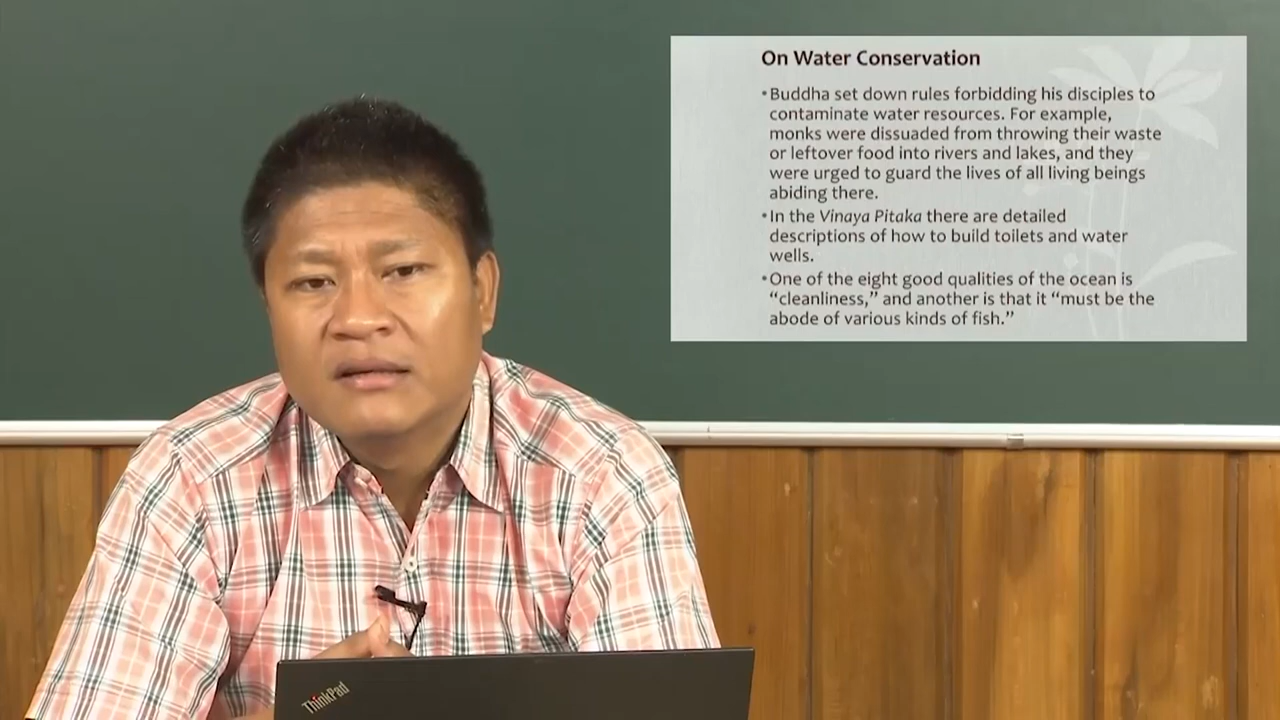 On Water Conservation
•Buddha set down rules forbidding his disciples to
contaminate water resources. For example,
monks were dissuaded from throwing their waste
or leftover food into rivers and lakes, and they
were urged to guard the lives of all living beings
abiding there.
•In the Vinaya Pitaka there are detailed
descriptions of how to build toilets and water
wells.
•One of the eight good qualities of the ocean is
“cleanliness,” and another is that it “must be the
abode of various kinds of fish.”
ThinkPad